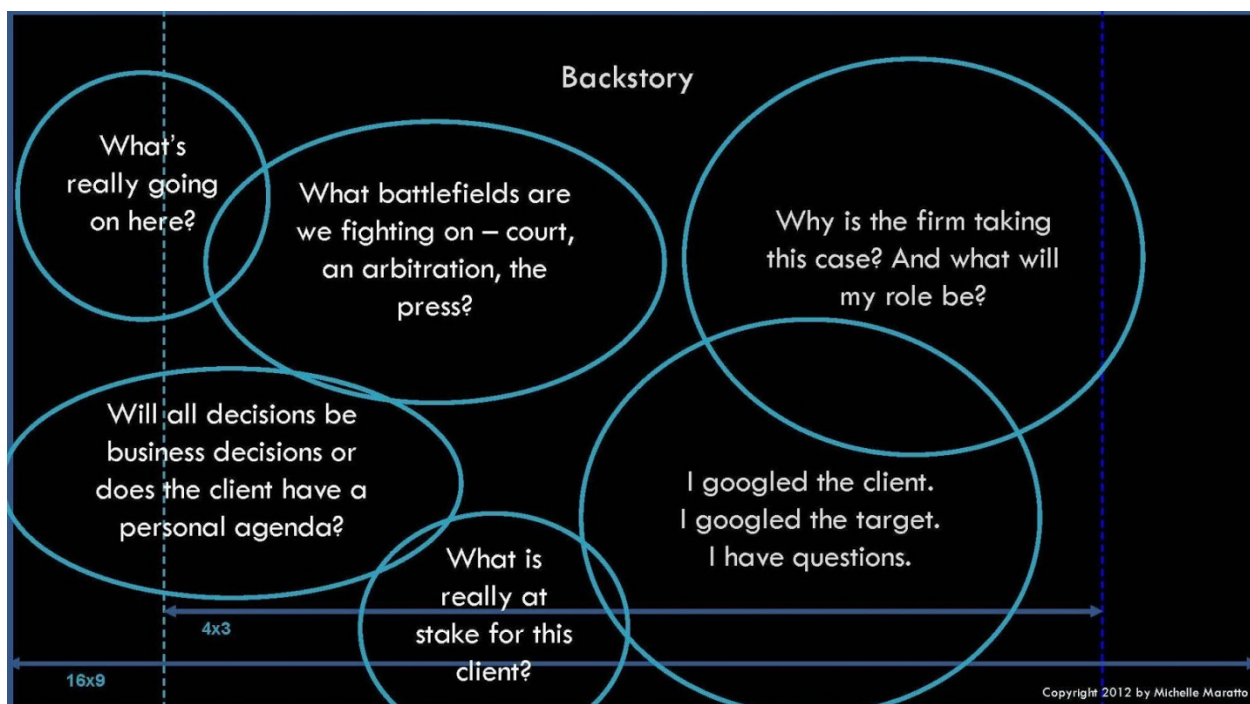 Backstory
What's
really going
on here?
What battlefields are
we fighting on – court,
an arbitration, the
press?
Why is the firm taking
this case? And what will
my role be?
Will all decisions be
business decisions or
does the client have a
personal agenda?
I googled the client.
I googled the target.
I have questions.
What is
really at
stake for this
client?
4x3
16x9
Copyright 2012 by Michelle Maratto